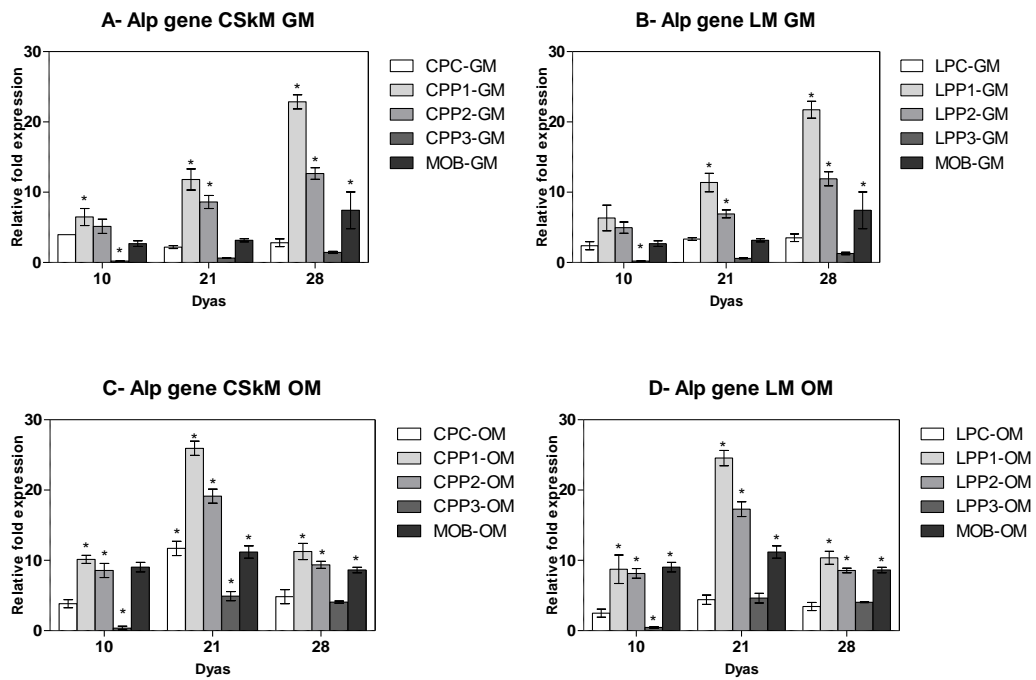 A- Alp gene CSkM GM
Relative fold expression
30
20
10
0
* * * * * * * *
10 21 28
Dyas
CPC-GM
CPP1-GM
CPP2-GM
CPP3-GM
MOB-GM
B- Alp gene LM GM
Relative fold expression
30
20
10
0
* * * * * *
10 21 28
Dyas
LPC-GM
LPP1-GM
LPP2-GM
LPP3-GM
MOB-GM
C- Alp gene CSkM OM
Relative fold expression
30
20
10
0
* * * * * * * * * *
10 21 28
Dyas
CPC-OM
CPP1-OM
CPP2-OM
CPP3-OM
MOB-OM
D- Alp gene LM OM
Relative fold expression
30
20
10
0
* * * * * * * *
10 21 28
Dyas
LPC-OM
LPP1-OM
LPP2-OM
LPP3-OM
MOB-OM